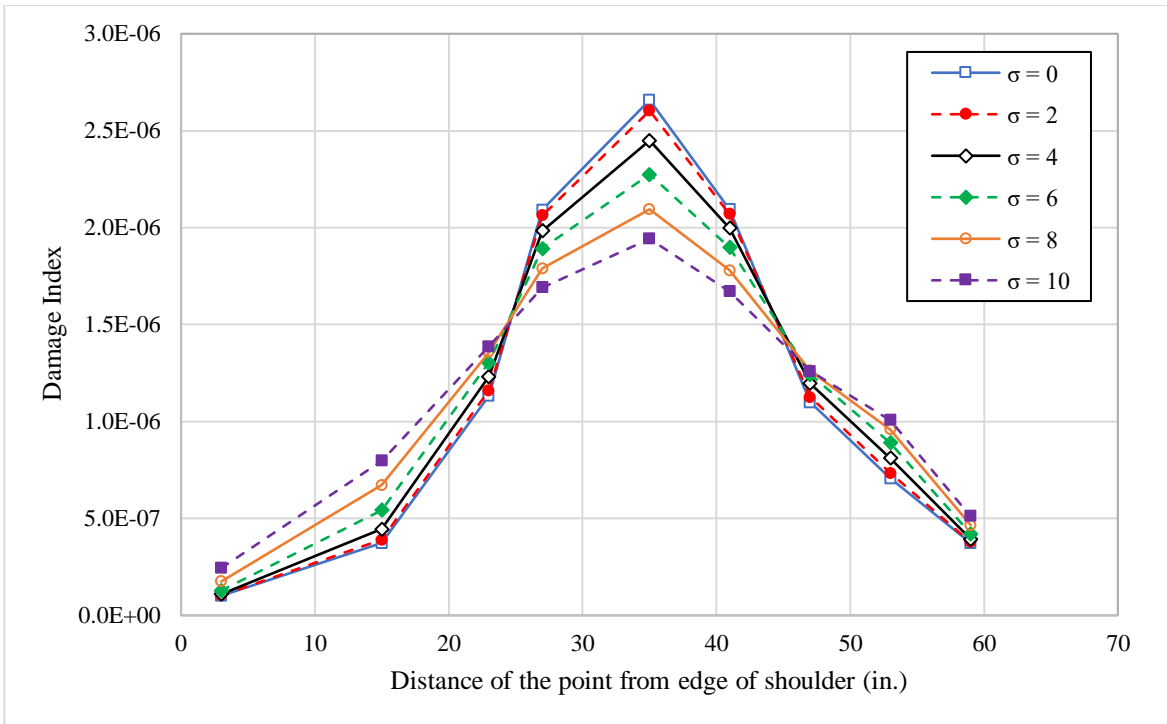 3.0E-06
2.5E-06
2.0E-06
1.5E-06
1.0E-06
5.0E-07
0.0E+00
Damage Index
σ = 0
σ = 2
σ = 4
σ = 6
σ = 8
σ = 10
0 10 20 30 40 50 60 70
Distance of the point from edge of shoulder (in.)